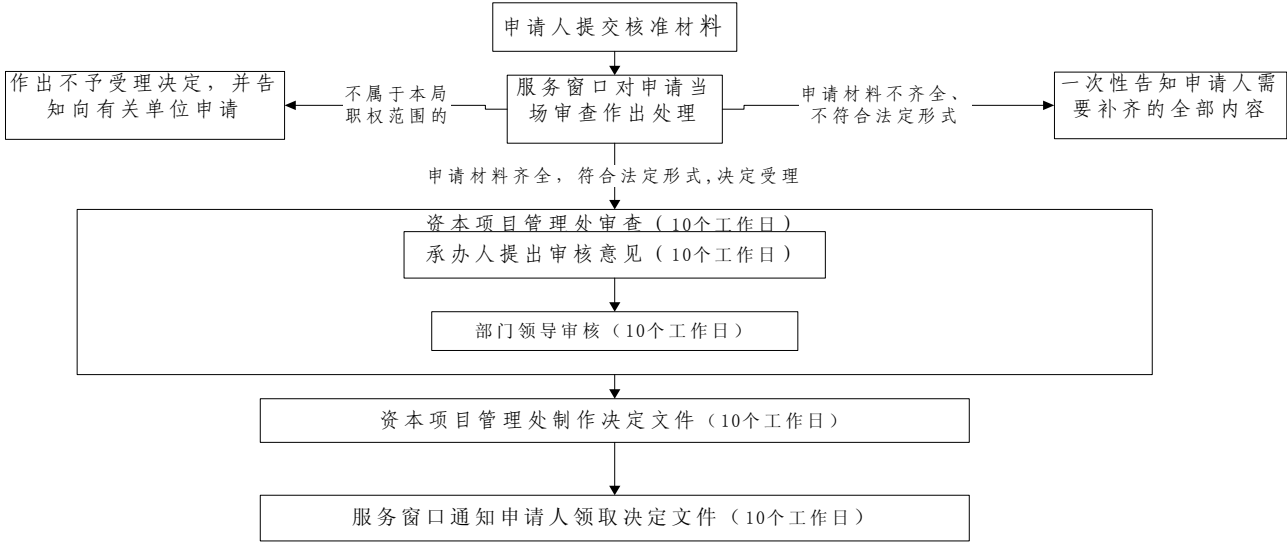 申请人提交核准材料
作出不予受理决定，并告
知向有关单位申请
不属于本局
职权范围的
服务窗口对申请当
场审查作出处理
申请材料不齐全、
不符合法定形式
一次性告知申请人需
要补齐的全部内容
申请材料齐全，符合法定形式,决定受理
资本项目管理处审查（10个工作日）
承办人提出审核意见（10个工作日）
部门领导审核（10个工作日）
资本项目管理处制作决定文件（10个工作日）
服务窗口通知申请人领取决定文件（10个工作日）